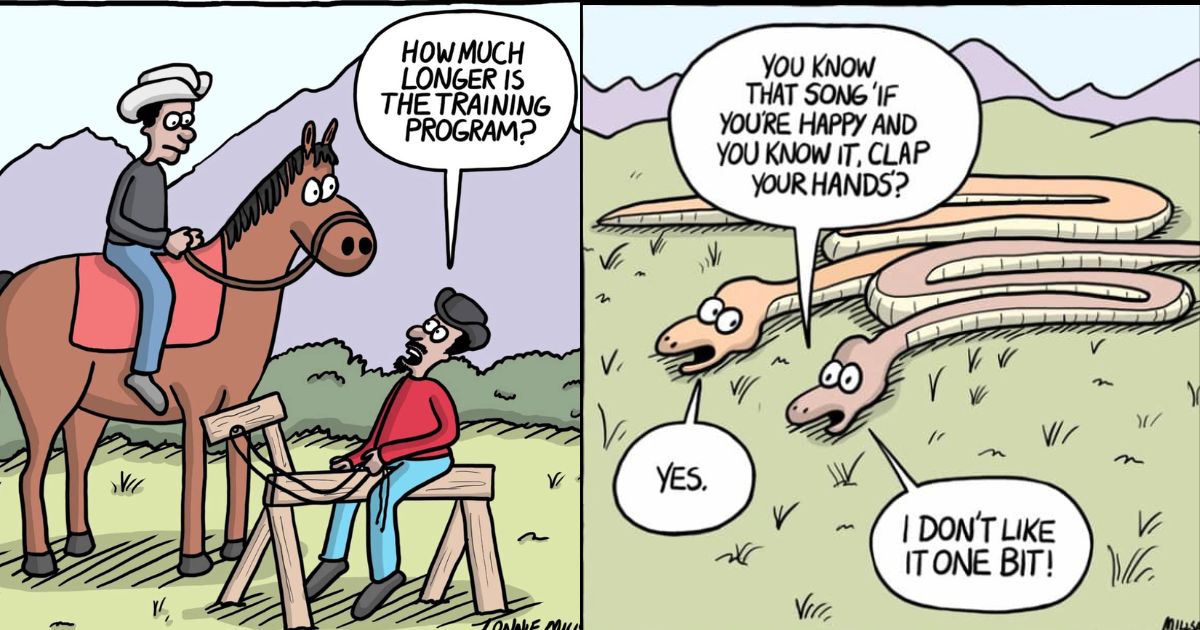 HOW MUCH
LONGER IS
THE TRAINING
PROGRAM?
YOU KNOW
THAT SONG 'IF
YOU'RE HAPPY AND
YOU KNOW IT, CLAP
YOUR HANDS'?
YES.
I DON'T LIKE
IT ONE BIT!